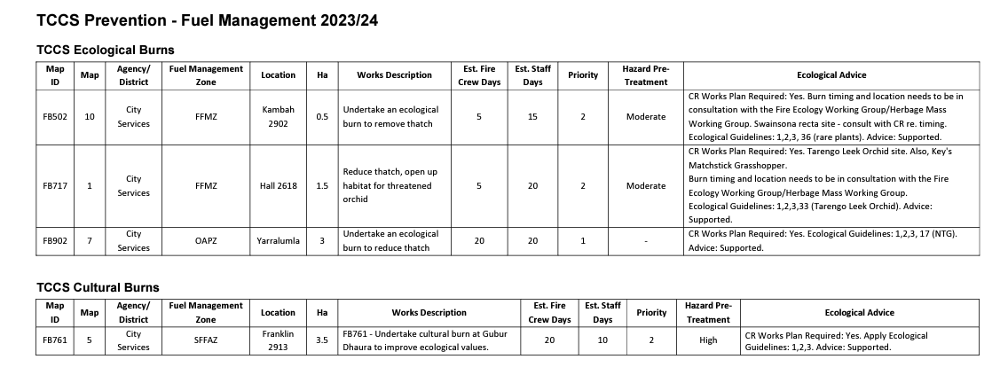 TCCS Prevention - Fuel Management 2023/24
TCCS Ecological Burns
Map ID | Map | Agency/ District | Fuel Management Zone | Location | Ha | Works Description | Est. Fire Crew Days | Est. Staff Days | Priority | Hazard Pre-Treatment | Ecological Advice
FB502 | 10 | City Services | FFMZ | Kambah 2902 | 0.5 | Undertake an ecological burn to remove thatch | 5 | 15 | 2 | Moderate | CR Works Plan Required: Yes. Burn timing and location needs to be in consultation with the Fire Ecology Working Group/Herbage Mass Working Group. Swainsona recta site - consult with CR re. timing. Ecological Guidelines: 1,2,3, 36 (rare plants). Advice: Supported.
FB717 | 1 | City Services | FFMZ | Hall 2618 | 1.5 | Reduce thatch, open up habitat for threatened orchid | 5 | 20 | 2 | Moderate | CR Works Plan Required: Yes. Tarengo Leek Orchid site. Also, Key's Matchstick Grasshopper. Burn timing and location needs to be in consultation with the Fire Ecology Working Group/Herbage Mass Working Group. Ecological Guidelines: 1,2,3,33 (Tarengo Leek Orchid). Advice: Supported.
FB902 | 7 | City Services | OAPZ | Yarralumla | 3 | Undertake an ecological burn to reduce thatch | 20 | 20 | 1 | - | CR Works Plan Required: Yes. Ecological Guidelines: 1,2,3, 17 (NTG). Advice: Supported.
TCCS Cultural Burns
Map ID | Map | Agency/ District | Fuel Management Zone | Location | Ha | Works Description | Est. Fire Crew Days | Est. Staff Days | Priority | Hazard Pre-Treatment | Ecological Advice
FB761 | 5 | City Services | SFFAZ | Franklin 2913 | 3.5 | FB761 - Undertake cultural burn at Gubur Dhaura to improve ecological values. | 20 | 10 | 2 | High | CR Works Plan Required: Yes. Apply Ecological Guidelines: 1,2,3. Advice: Supported.